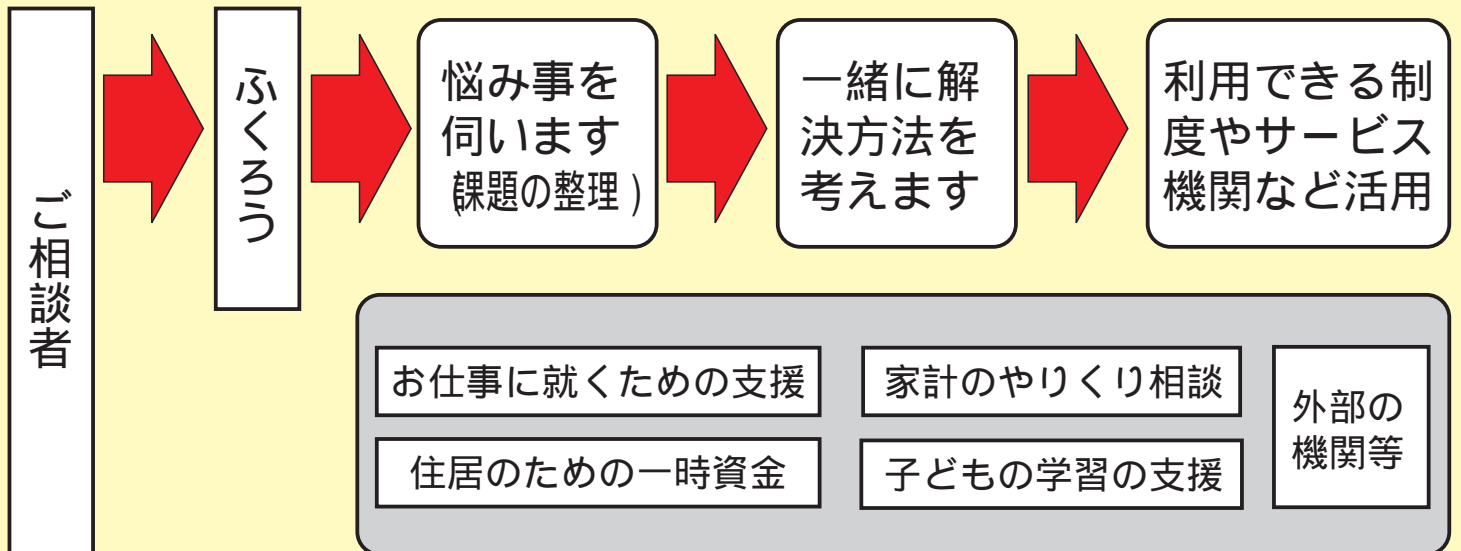 ご相談者
ふくろう
悩み事を
伺います
(課題の整理)
一緒に解
決方法を
考えます
利用できる制
度やサービス
機関など活用
お仕事に就くための支援
家計のやりくり相談
住居のための一時資金
子どもの学習の支援
外部の
機関等